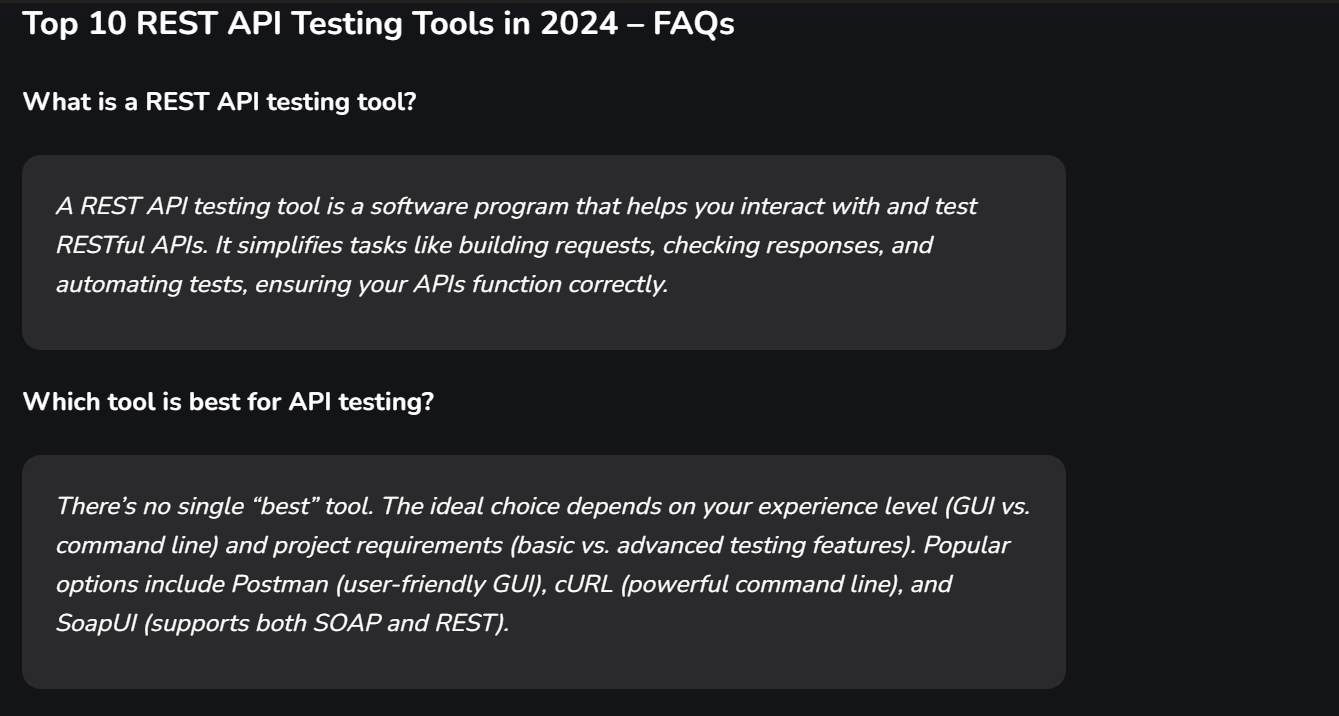 Top 10 REST API Testing Tools in 2024 – FAQs
What is a REST API testing tool?
A REST API testing tool is a software program that helps you interact with and test
RESTful APIs. It simplifies tasks like building requests, checking responses, and
automating tests, ensuring your APIs function correctly.
Which tool is best for API testing?
There’s no single “best” tool. The ideal choice depends on your experience level (GUI vs.
command line) and project requirements (basic vs. advanced testing features). Popular
options include Postman (user-friendly GUI), cURL (powerful command line), and
SoapUI (supports both SOAP and REST).